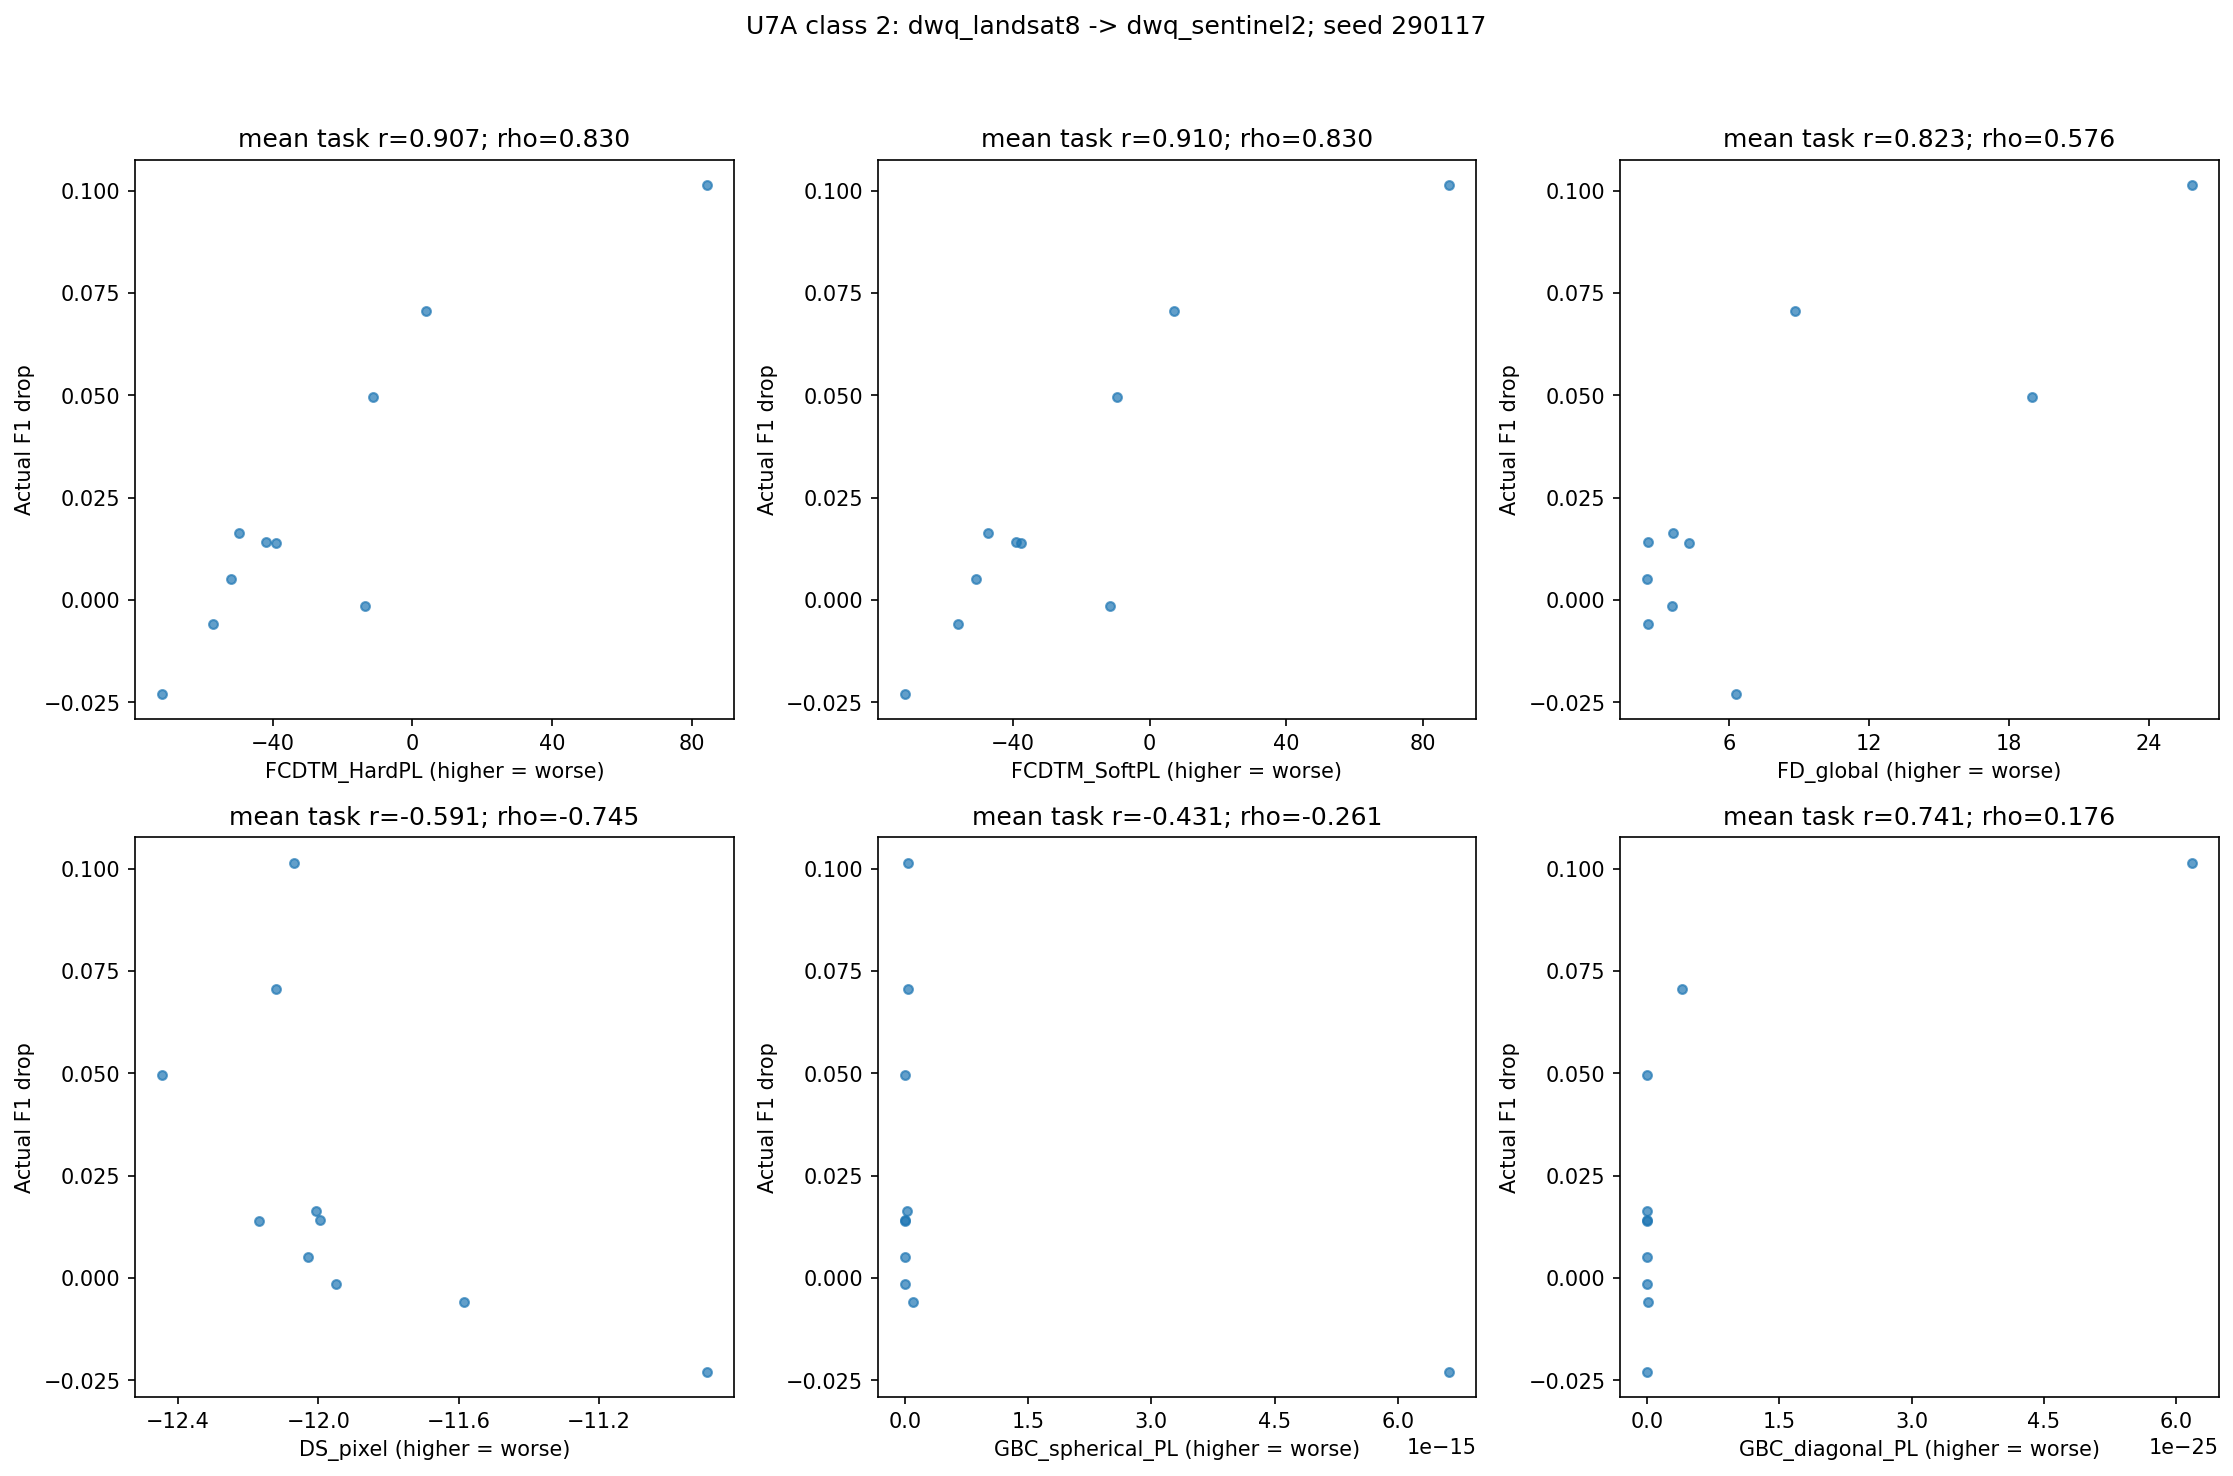 U7A class 2: dwq_landsat8 -> dwq_sentinel2; seed 290117
mean task r=0.907; rho=0.830
0.100
0.075
0.050
0.025
0.000
−0.025
Actual F1 drop
−40 0 40 80
FCDTM_HardPL (higher = worse)
mean task r=0.910; rho=0.830
0.100
0.075
0.050
0.025
0.000
−0.025
Actual F1 drop
−40 0 40 80
FCDTM_SoftPL (higher = worse)
mean task r=0.823; rho=0.576
0.100
0.075
0.050
0.025
0.000
−0.025
Actual F1 drop
6 12 18 24
FD_global (higher = worse)
mean task r=-0.591; rho=-0.745
0.100
0.075
0.050
0.025
0.000
−0.025
Actual F1 drop
−12.4 −12.0 −11.6 −11.2
DS_pixel (higher = worse)
mean task r=-0.431; rho=-0.261
0.100
0.075
0.050
0.025
0.000
−0.025
Actual F1 drop
0.0 1.5 3.0 4.5 6.0
GBC_spherical_PL (higher = worse)
1e−15
mean task r=0.741; rho=0.176
0.100
0.075
0.050
0.025
0.000
−0.025
Actual F1 drop
0.0 1.5 3.0 4.5 6.0
GBC_diagonal_PL (higher = worse)
1e−25